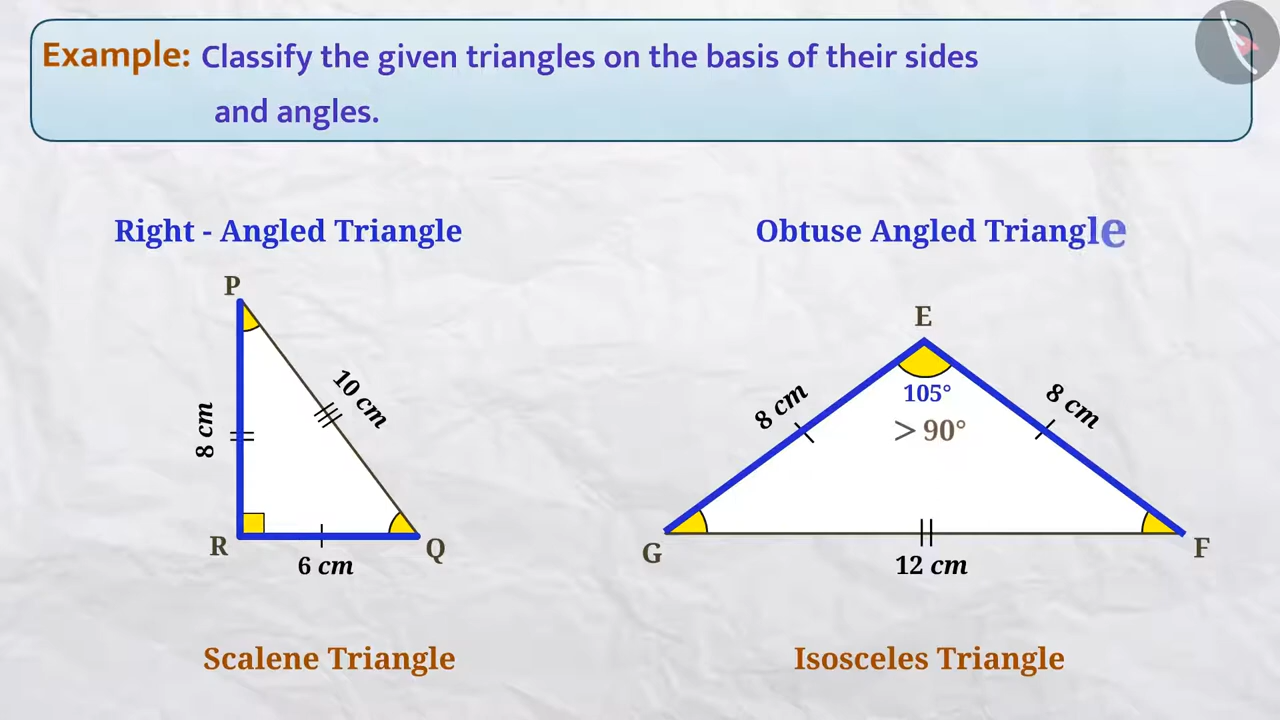 Example: Classify the given triangles on the basis of their sides
and angles.
Right - Angled Triangle
Obtuse Angled Triangle
P
10 cm
8 cm
R
Q
6 cm
E
8 cm
8 cm
105°
> 90°
G
F
12 cm
Scalene Triangle
Isosceles Triangle